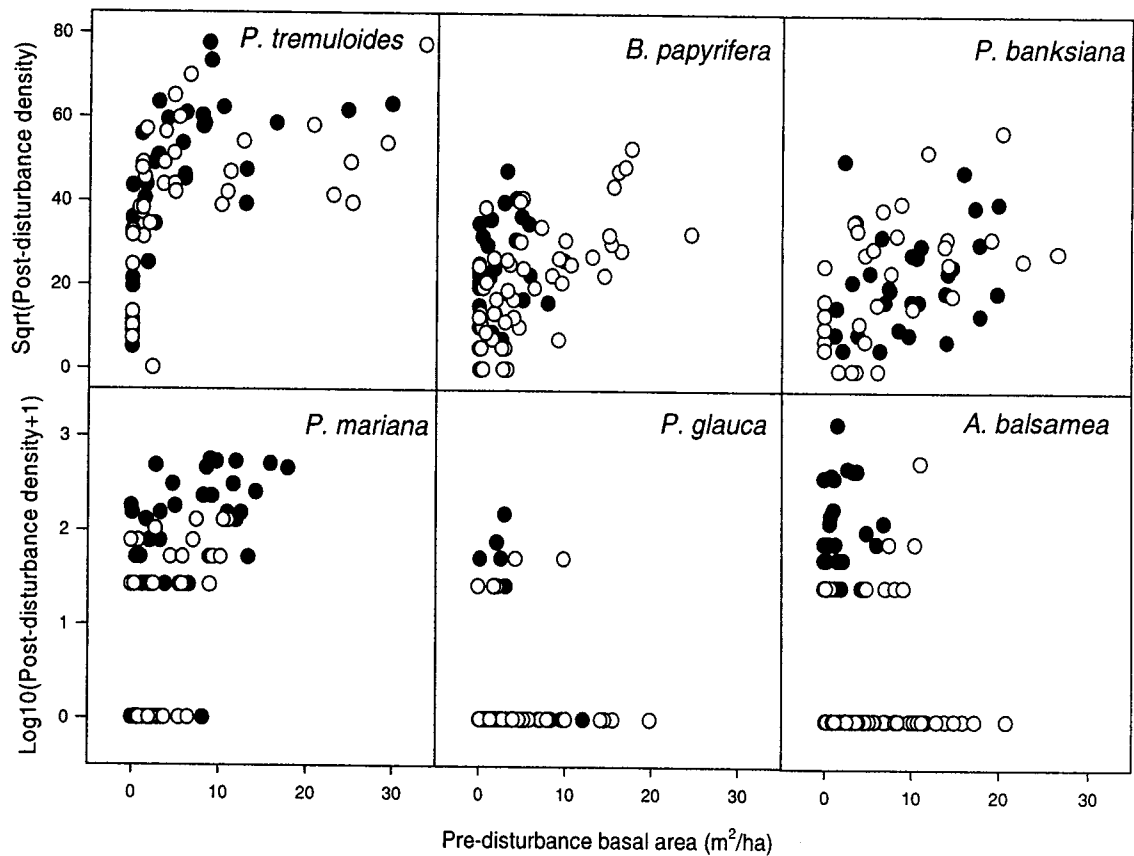 80
60
40
20
0
Sqrt(Post-disturbance density)
P. tremuloides
B. papyrifera
P. banksiana
3
2
1
0
Log10(Post-disturbance density+1)
P. mariana
P. glauca
A. balsamea
0 10 20 30 0 10 20 30 0 10 20 30
Pre-disturbance basal area (m²/ha)